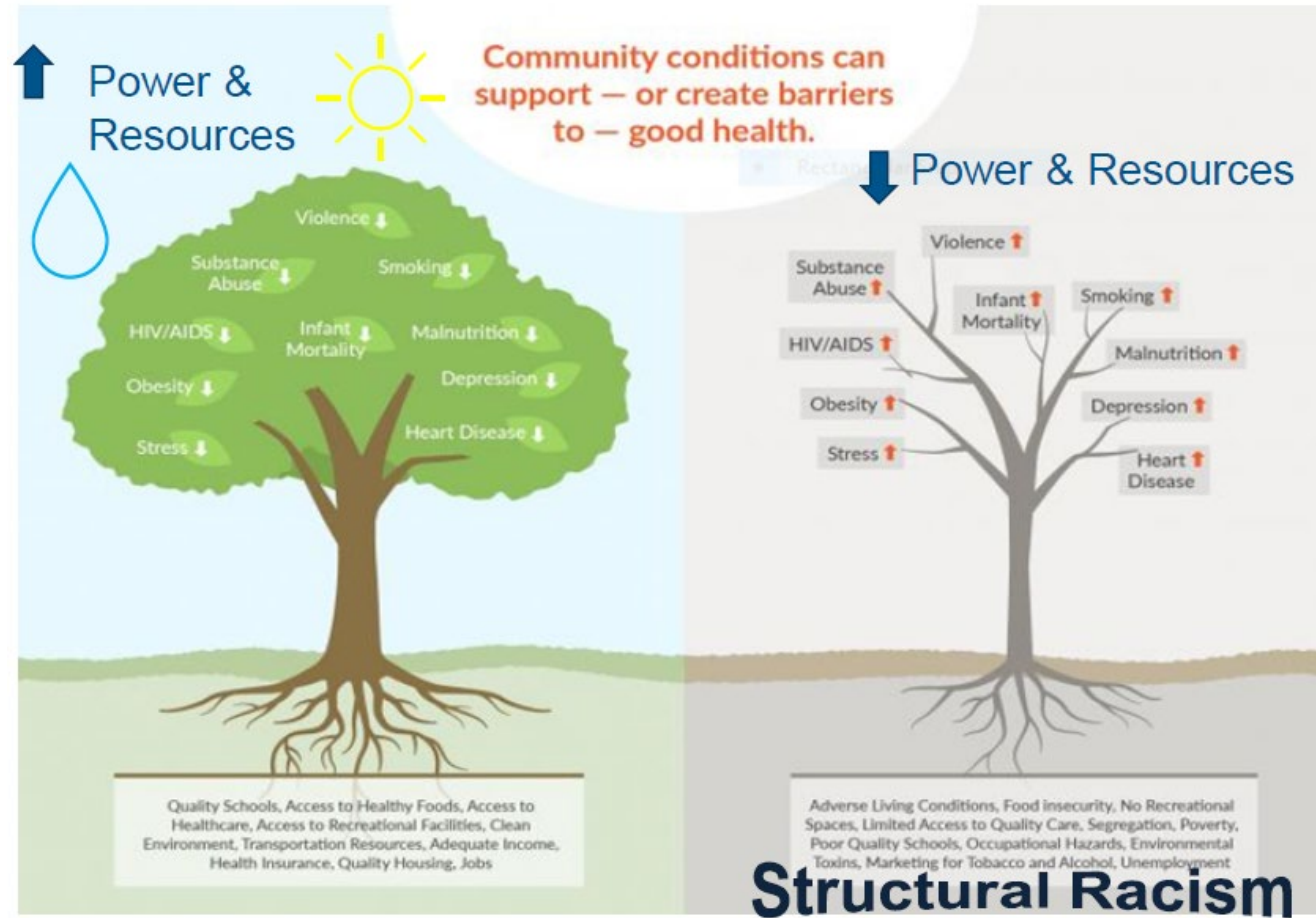 Community conditions can
support — or create barriers
to — good health.
Power &
Resources
Violence
Substance
Abuse
Smoking
HIV/AIDS
Infant
Mortality
Malnutrition
Obesity
Depression
Stress
Heart Disease
Quality Schools, Access to Healthy Foods, Access to
Healthcare, Access to Recreational Facilities, Clean
Environment, Transportation Resources, Adequate Income,
Health Insurance, Quality Housing, Jobs
Power & Resources
Violence
Substance
Abuse
Infant
Mortality
Smoking
HIV/AIDS
Malnutrition
Obesity
Depression
Stress
Heart
Disease
Adverse Living Conditions, Food insecurity, No Recreational
Spaces, Limited Access to Quality Care, Segregation, Poverty,
Poor Quality Schools, Occupational Hazards, Environmental
Toxins, Marketing for Tobacco and Alcohol, Unemployment
Structural Racism